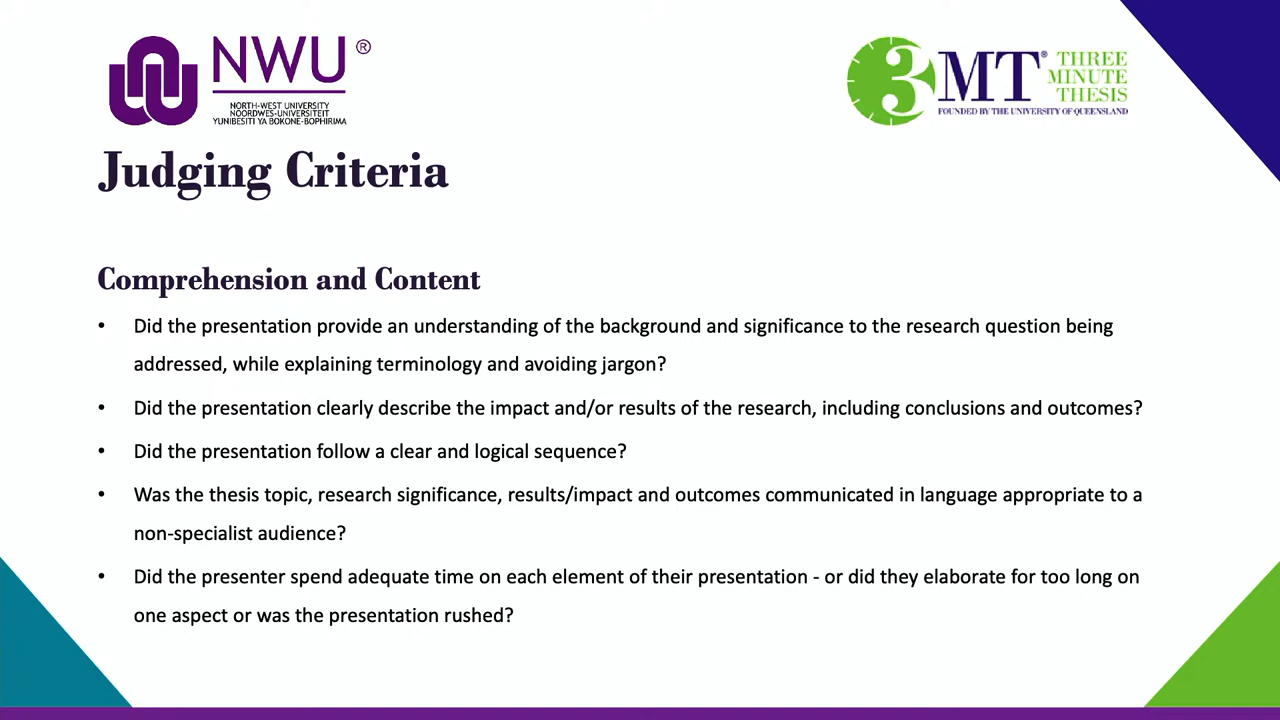 NWU®
NORTH-WEST UNIVERSITY
NOORDWES-UNIVERSITEIT
YUNIBESITI YA BOKONE-BOPHIRIMA
3MT® THREE
MINUTE
THESIS
FOUNDED BY THE UNIVERSITY OF QUEENSLAND
Judging Criteria
Comprehension and Content
• Did the presentation provide an understanding of the background and significance to the research question being
addressed, while explaining terminology and avoiding jargon?
• Did the presentation clearly describe the impact and/or results of the research, including conclusions and outcomes?
• Did the presentation follow a clear and logical sequence?
• Was the thesis topic, research significance, results/impact and outcomes communicated in language appropriate to a
non-specialist audience?
• Did the presenter spend adequate time on each element of their presentation - or did they elaborate for too long on
one aspect or was the presentation rushed?